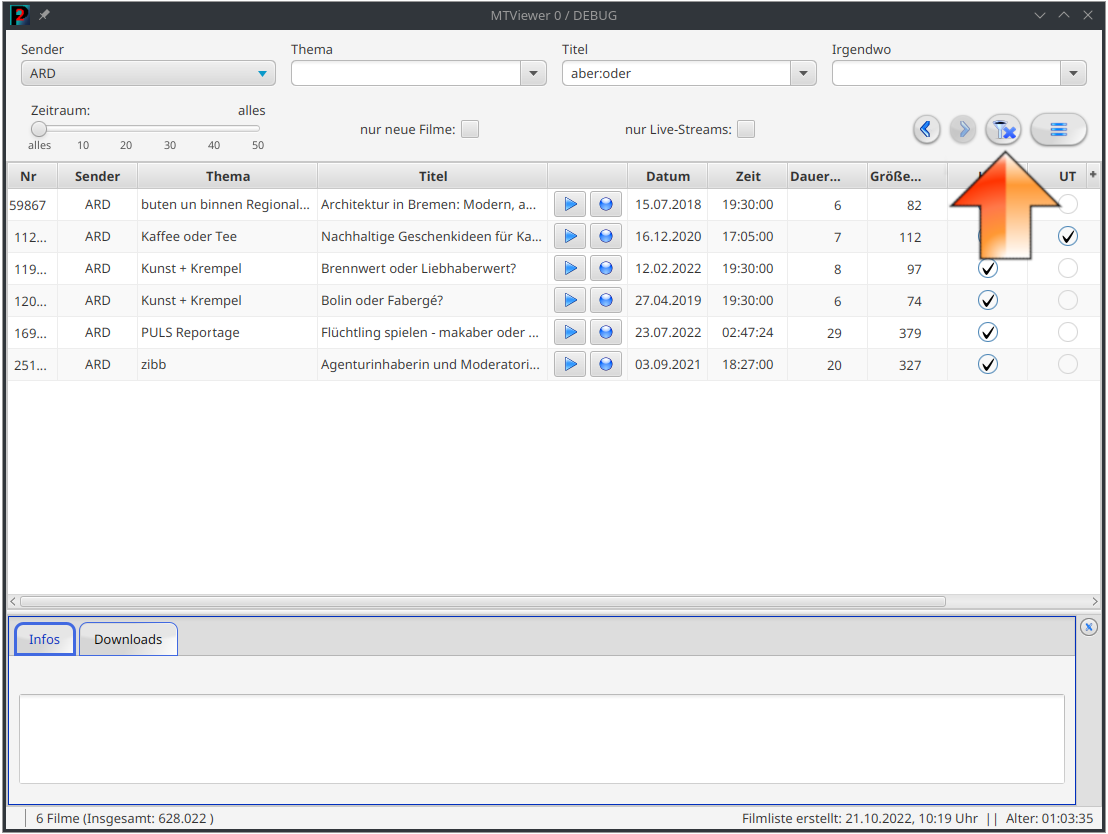 MTViewer 0 / DEBUG
Sender Thema Titel Irgendwo
ARD aber:oder
Zeitraum: alles
nur neue Filme: nur Live-Streams:
alles 10 20 30 40 50
Nr Sender Thema Titel Datum Zeit Dauer... Größe... UT +
59867 ARD buten un binnen Regional... Architektur in Bremen: Modern, a... 15.07.2018 19:30:00 6 82
112... ARD Kaffee oder Tee Nachhaltige Geschenkideen für Ka... 16.12.2020 17:05:00 7 112
119... ARD Kunst + Krempel Brennwert oder Liebhaberwert? 12.02.2022 19:30:00 8 97
120... ARD Kunst + Krempel Bolin oder Fabergé? 27.04.2019 19:30:00 6 74
169... ARD PULS Reportage Flüchtling spielen - makaber oder ... 23.07.2022 02:47:24 29 379
251... ARD zibb Agenturinhaberin und Moderatori... 03.09.2021 18:27:00 20 327
Infos Downloads
6 Filme (Insgesamt: 628.022 ) Filmliste erstellt: 21.10.2022, 10:19 Uhr || Alter: 01:03:35